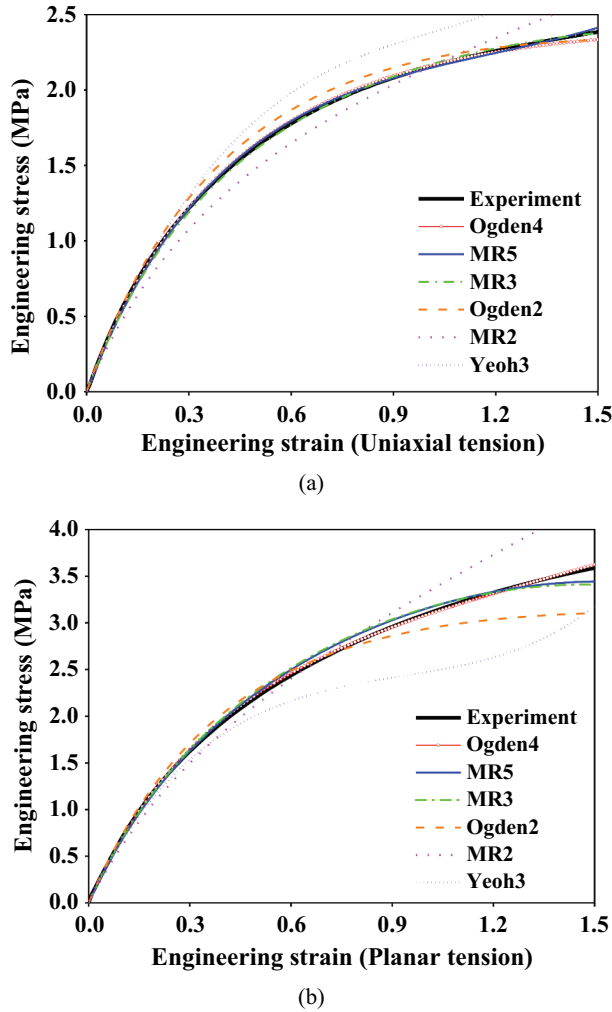 2.5
2.0
1.5
1.0
0.5
0.0
Engineering stress (MPa)
Experiment
Ogden4
MR5
MR3
Ogden2
MR2
Yeoh3
0.0 0.3 0.6 0.9 1.2 1.5
Engineering strain (Uniaxial tension)
(a)
4.0
3.5
3.0
2.5
2.0
1.5
1.0
0.5
0.0
Engineering stress (MPa)
Experiment
Ogden4
MR5
MR3
Ogden2
MR2
Yeoh3
0.0 0.3 0.6 0.9 1.2 1.5
Engineering strain (Planar tension)
(b)